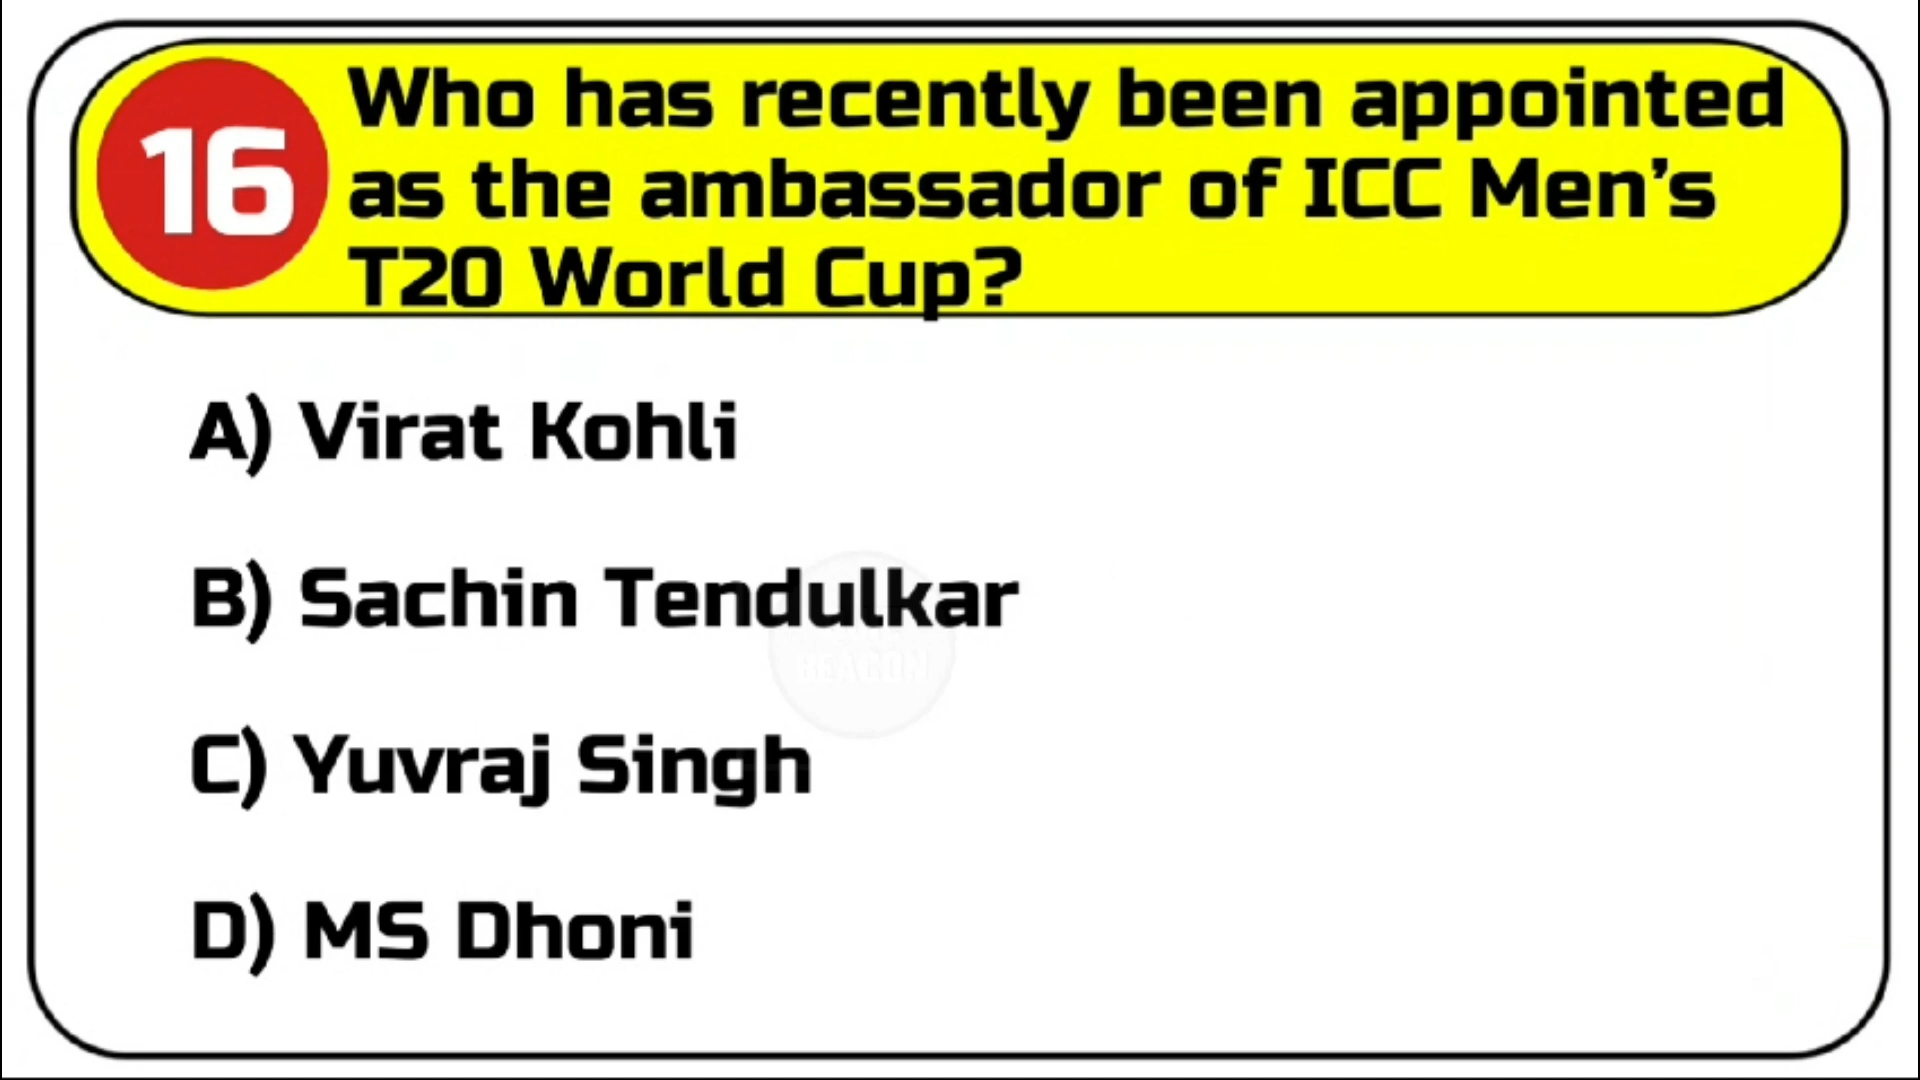 16
Who has recently been appointed
as the ambassador of ICC Men's
T20 World Cup?
A) Virat Kohli
B) Sachin Tendulkar
BEACON
C) Yuvraj Singh
D) MS Dhoni